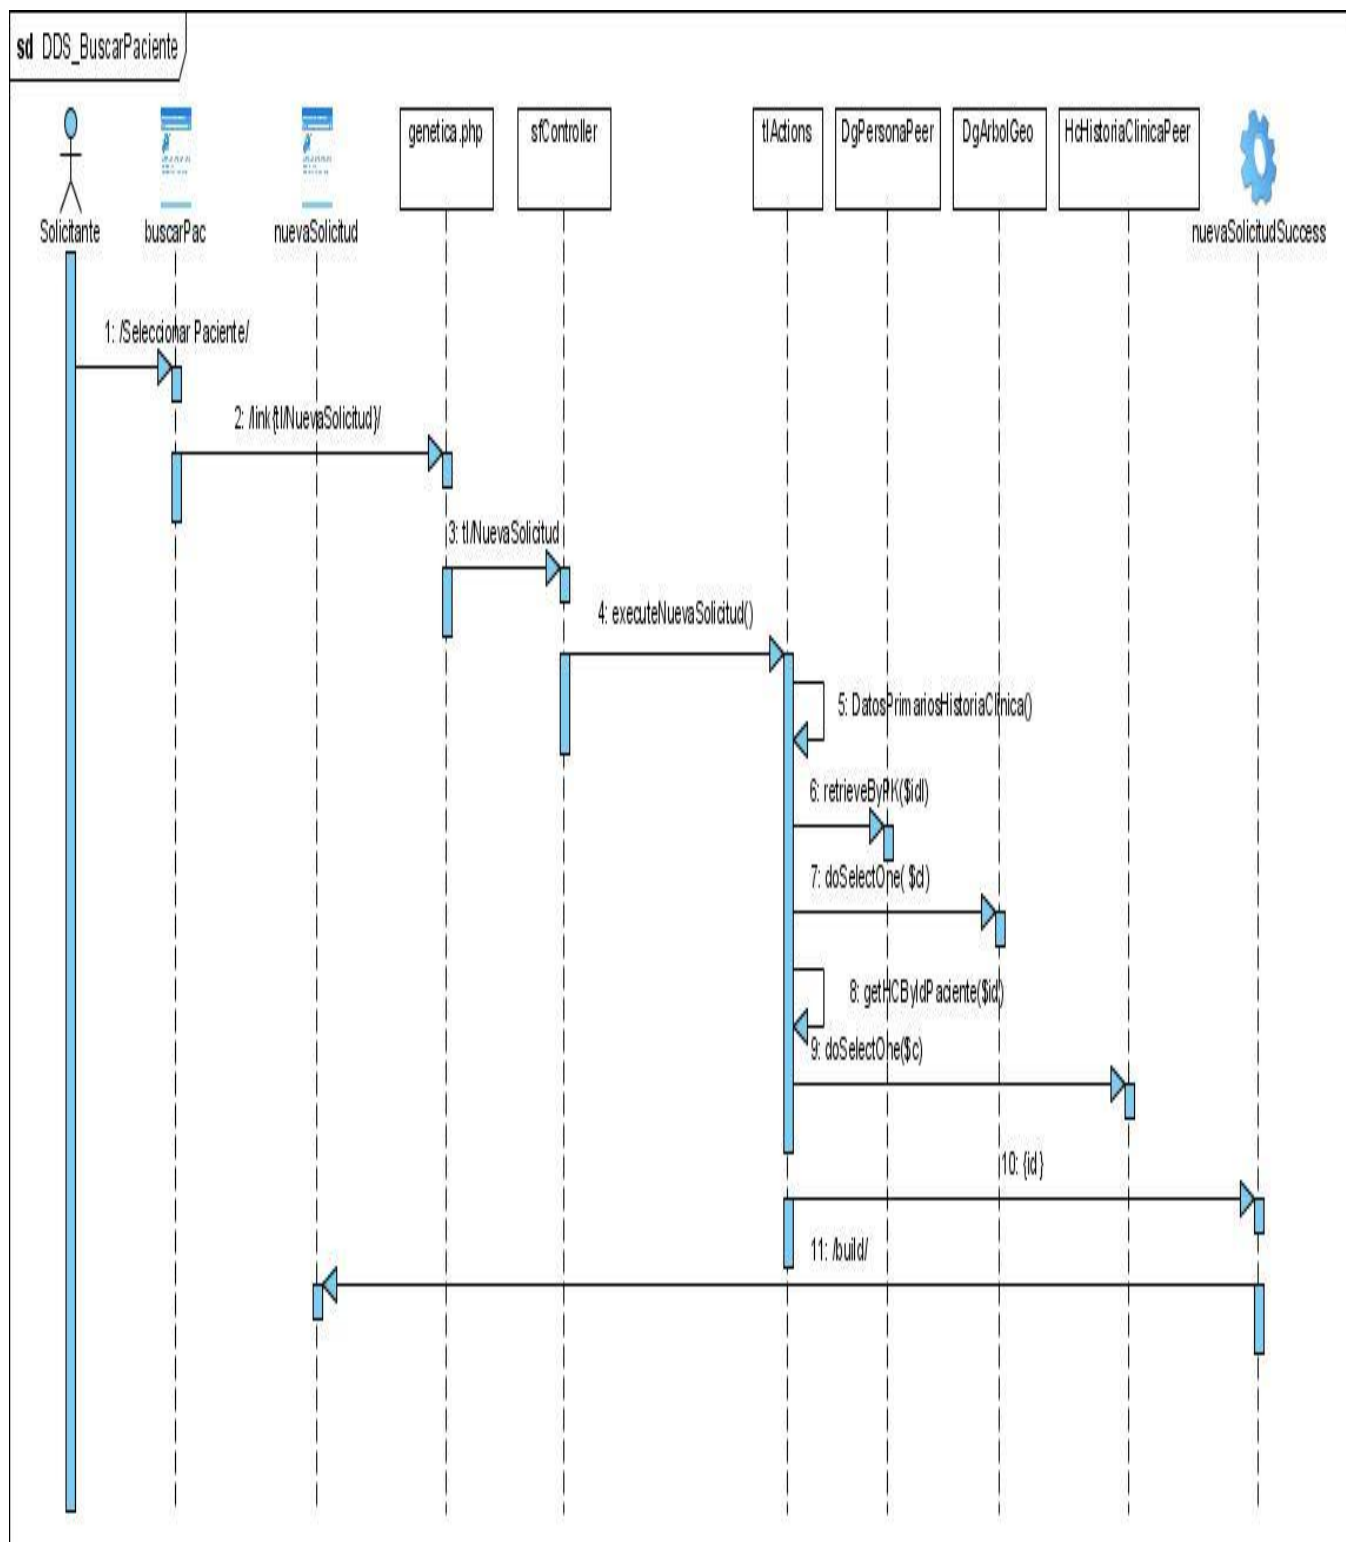 sd DDS_BuscarPaciente
genetica.php
sfController
tlActions
DgPersonaPeer
DgArbolGeo
HcHistoriaClinicaPeer
Solicitante
buscarPac
nuevaSolicitud
nuevaSolicitudSuccess
1: /Seleccionar Paciente/
2: /link{tl/NuevaSolicitud}/
3: tl/NuevaSolicitud
4: executeNuevaSolicitud()
5: DatosPrimariosHistoriaClinica()
6: retrieveByPK($idl)
7: doSelectOne( $cl)
8: getHCByIdPaciente($id)
9: doSelectOne($c)
10: {id}
11: /build/